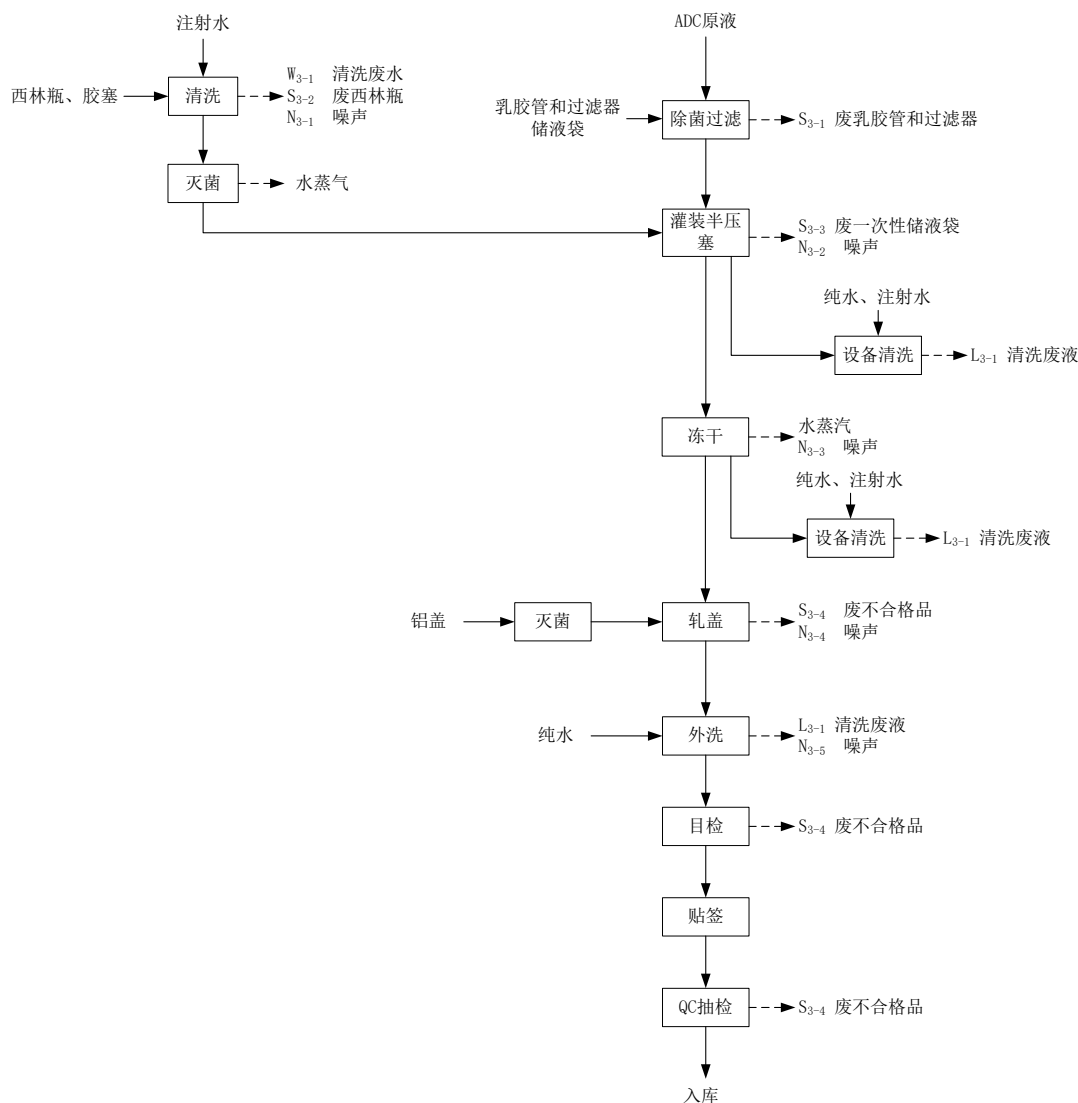 注射水
ADC原液
西林瓶、胶塞
清洗
W3-1 清洗废水
S3-2 废西林瓶
N3-1 噪声
乳胶管和过滤器
储液袋
除菌过滤
S3-1 废乳胶管和过滤器
灭菌
水蒸气
灌装半压
塞
S3-3 废一次性储液袋
N3-2 噪声
纯水、注射水
设备清洗
L3-1 清洗废液
冻干
水蒸汽
N3-3 噪声
纯水、注射水
设备清洗
L3-1 清洗废液
铝盖
灭菌
轧盖
S3-4 废不合格品
N3-4 噪声
纯水
外洗
L3-1 清洗废液
N3-5 噪声
目检
S3-4 废不合格品
贴签
QC抽检
S3-4 废不合格品
入库